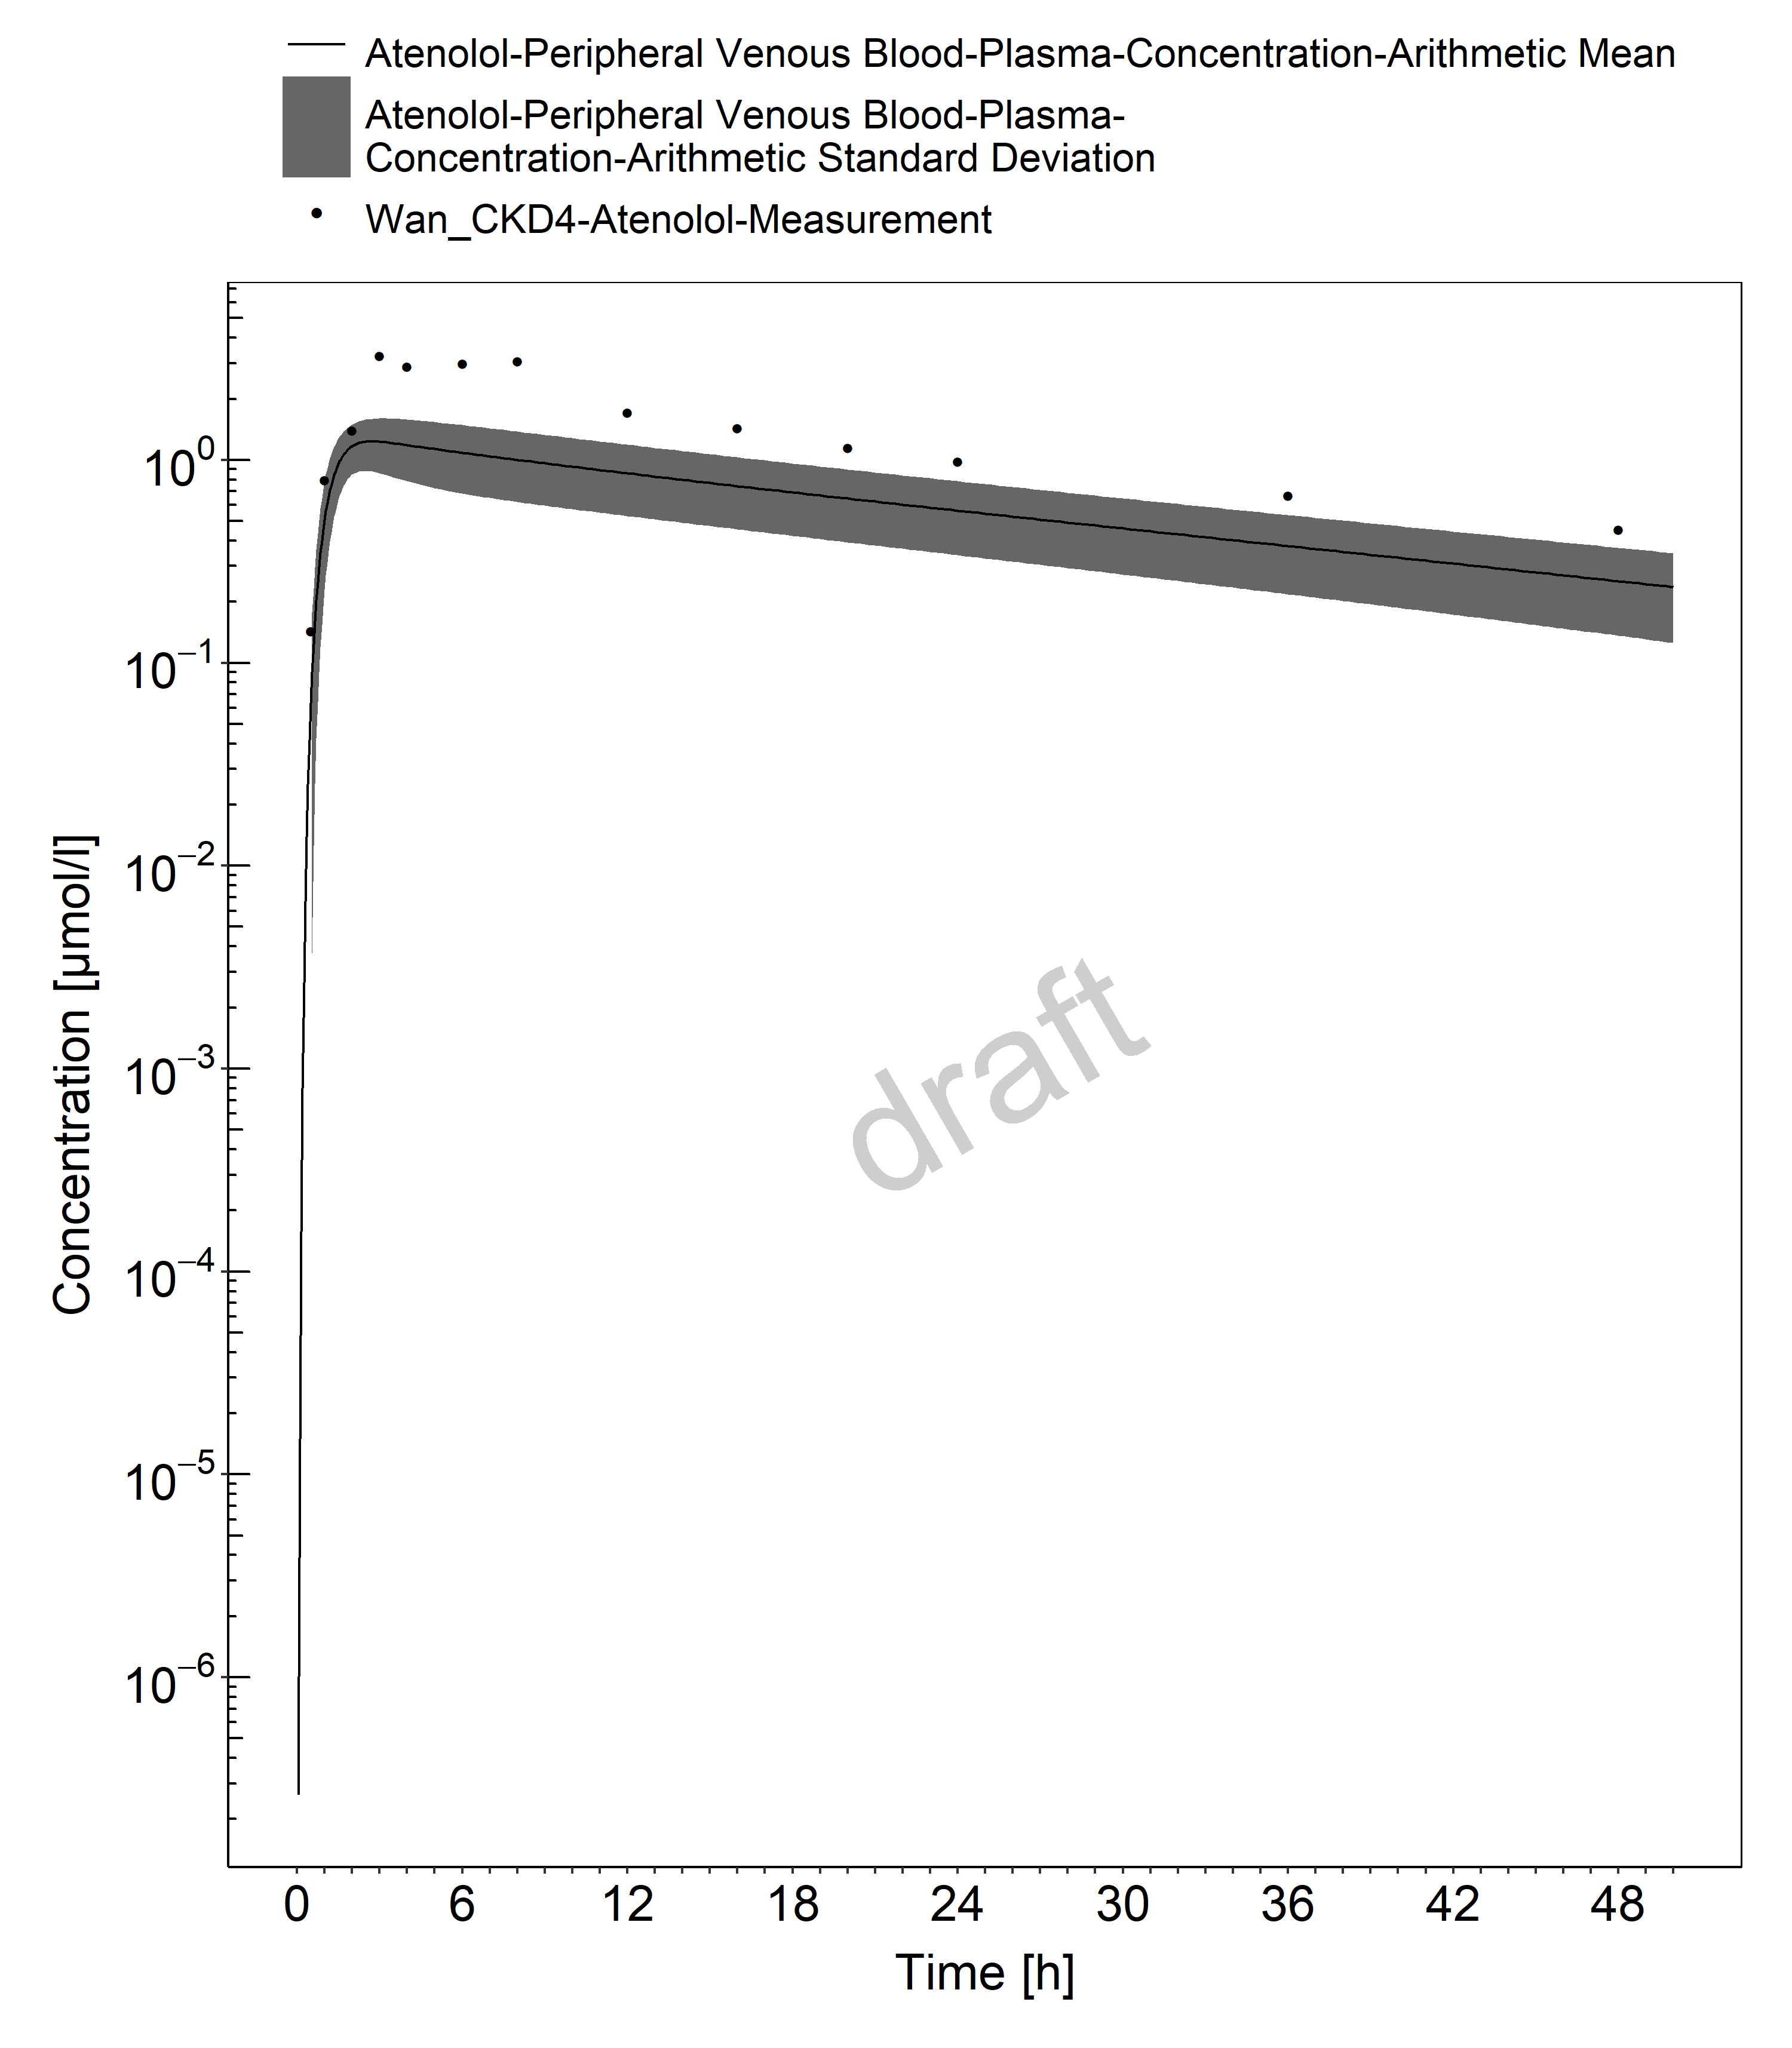 Atenolol-Peripheral Venous Blood-Plasma-Concentration-Arithmetic Mean
Atenolol-Peripheral Venous Blood-Plasma-
Concentration-Arithmetic Standard Deviation
Wan_CKD4-Atenolol-Measurement
10⁰
10⁻¹
10⁻²
10⁻³
10⁻⁴
10⁻⁵
10⁻⁶
Concentration [µmol/l]
draft
0 6 12 18 24 30 36 42 48
Time [h]